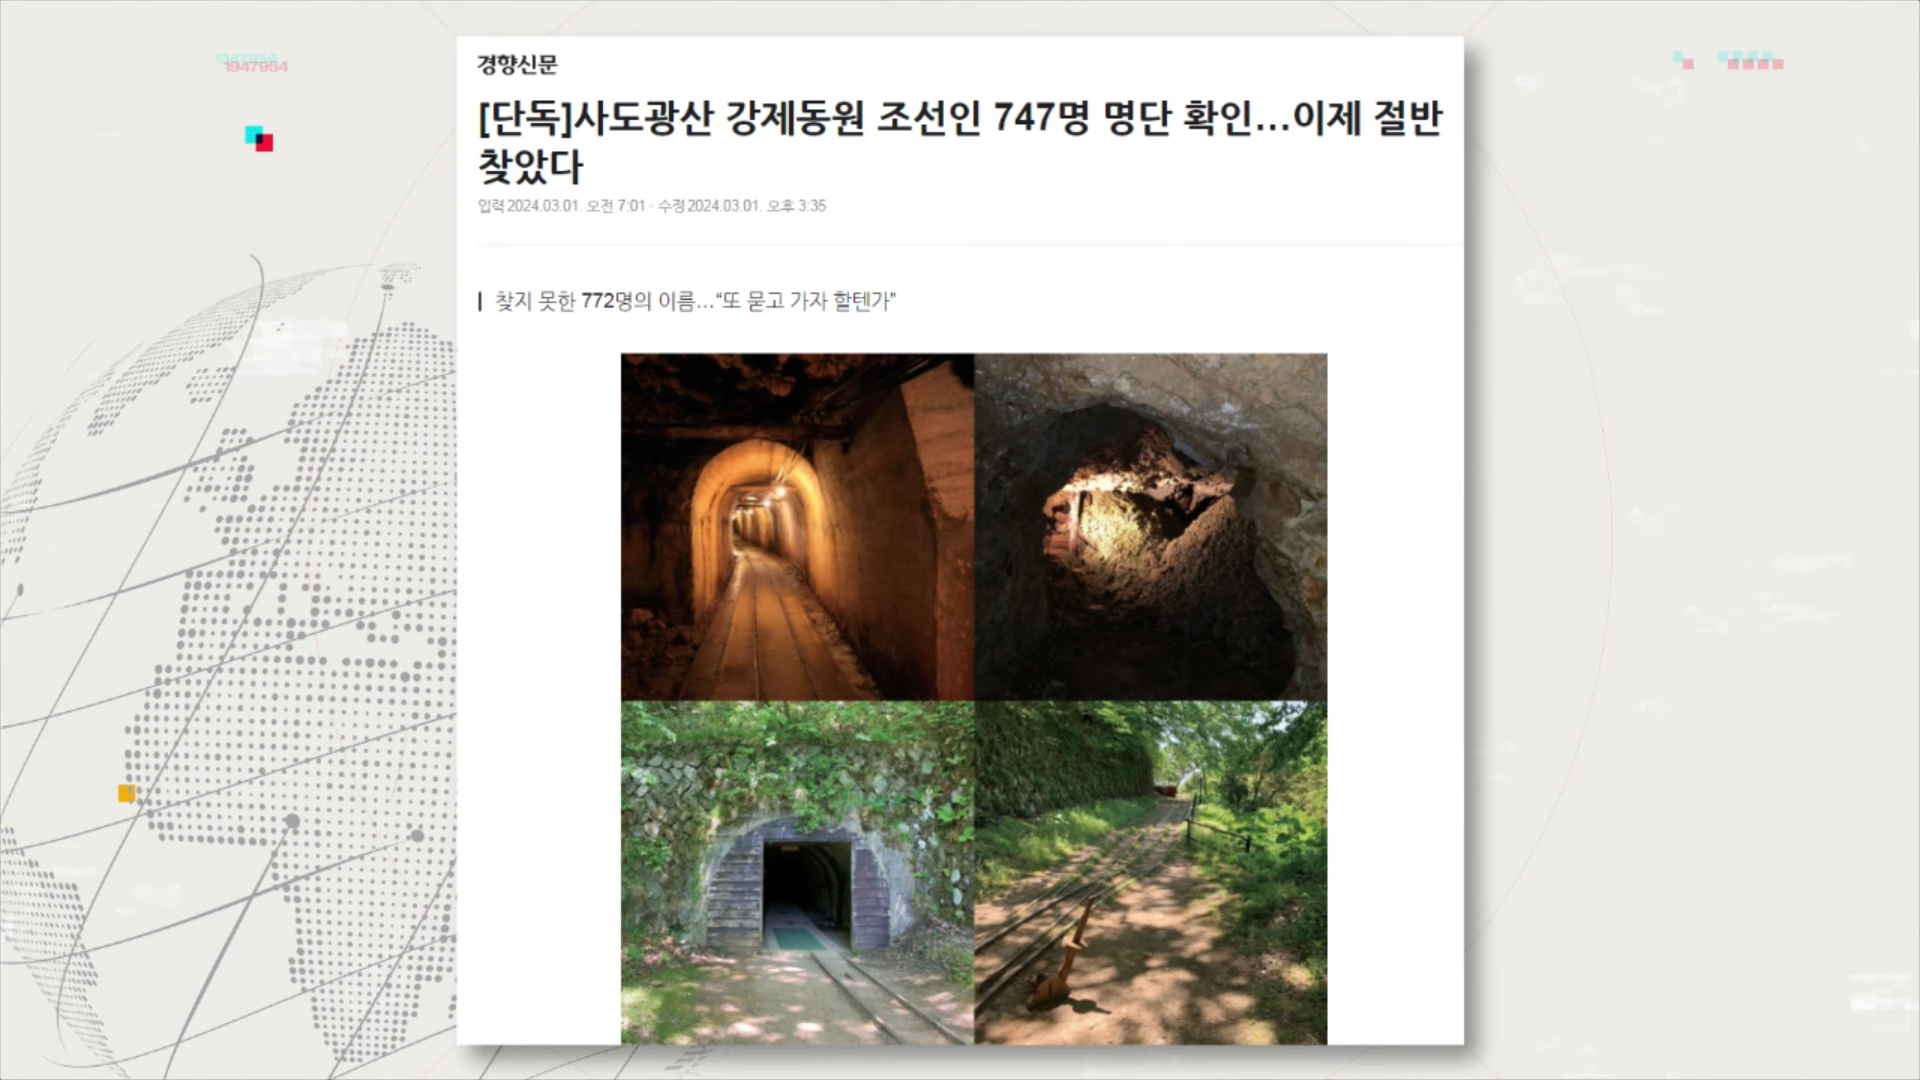 1947954
1947954
경향신문
[단독]사도광산 강제동원 조선인 747명 명단 확인...이제 절반
찾았다
입력 2024.03.01. 오전 7:01 · 수정 2024.03.01. 오후 3:35
찾지 못한 772명의 이름...“또 묻고 가자 할텐가”